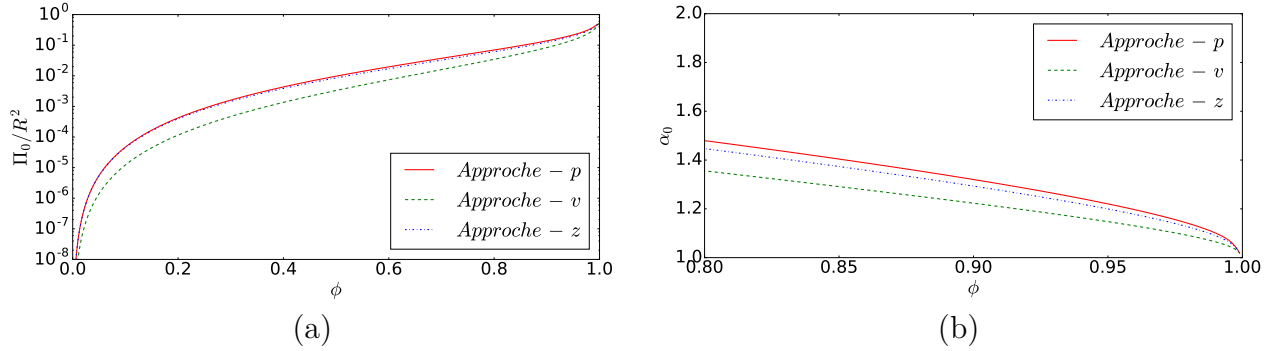 10^0
10^-1
10^-2
10^-3
10^-4
10^-5
10^-6
10^-7
10^-8
Π_0/R^2
Approche − p
Approche − v
Approche − z
0.0 0.2 0.4 0.6 0.8 1.0
ϕ
(a)
2.0
1.8
1.6
1.4
1.2
1.0
α_0
Approche − p
Approche − v
Approche − z
0.80 0.85 0.90 0.95 1.00
ϕ
(b)